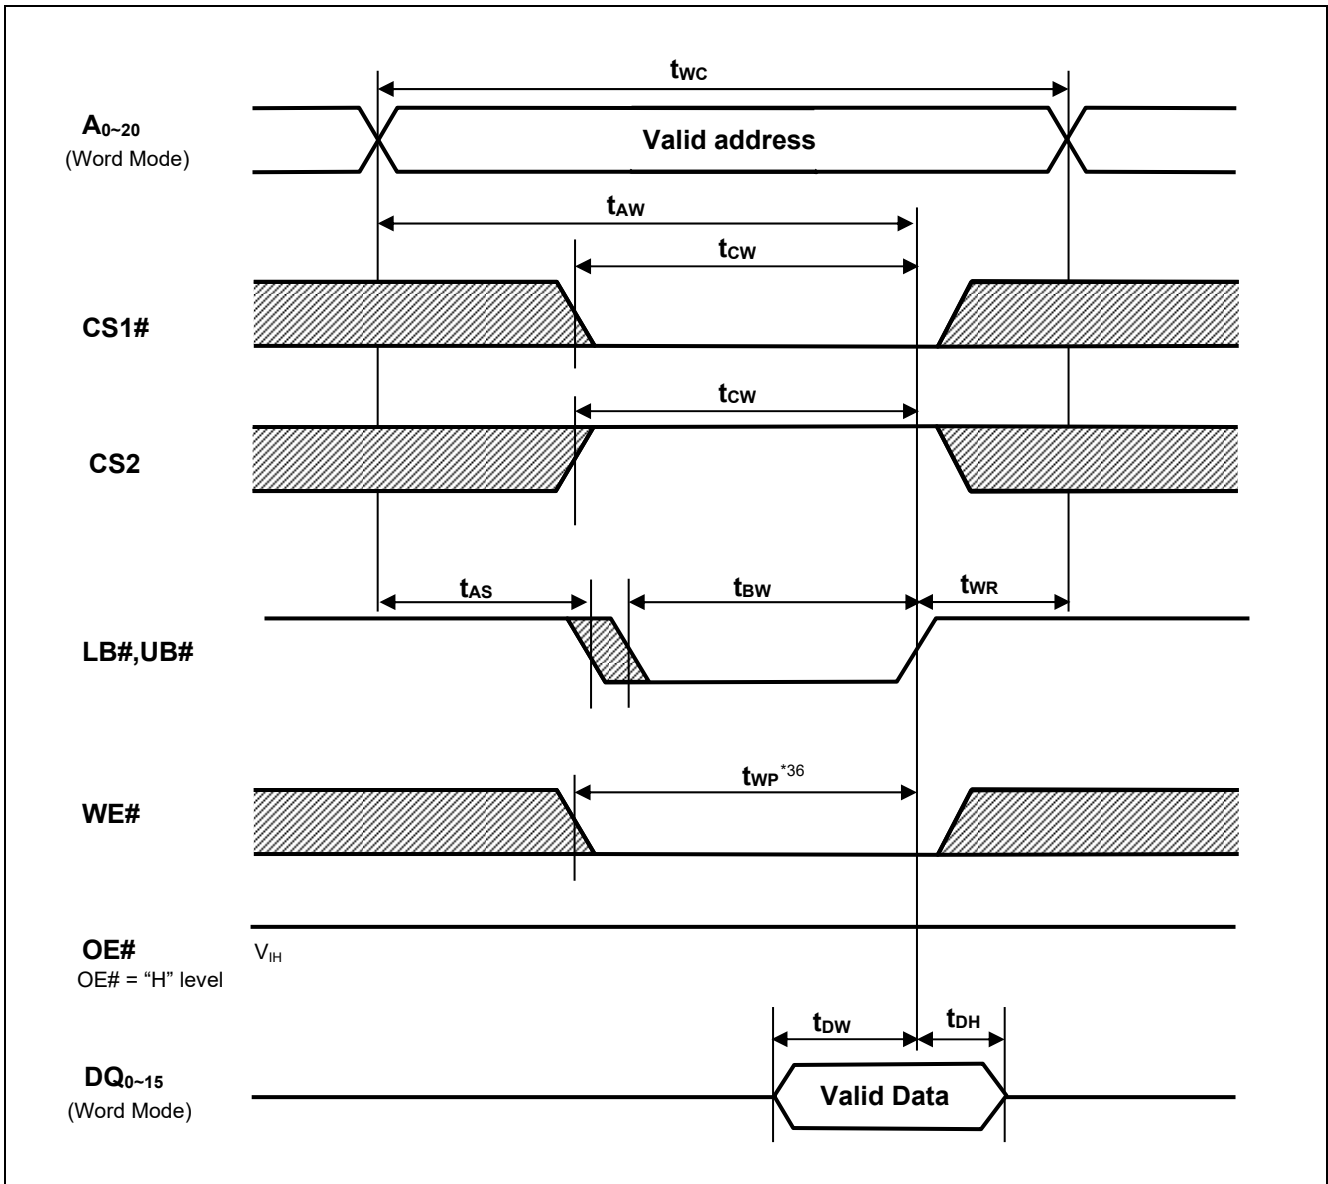 tWC
A0~20
(Word Mode)
Valid address
tAW
tCW
CS1#
tCW
CS2
tAS
tBW
tWR
LB#,UB#
tWP*36
WE#
OE#
VIH
OE# = “H” level
tDW
tDH
DQ0~15
(Word Mode)
Valid Data